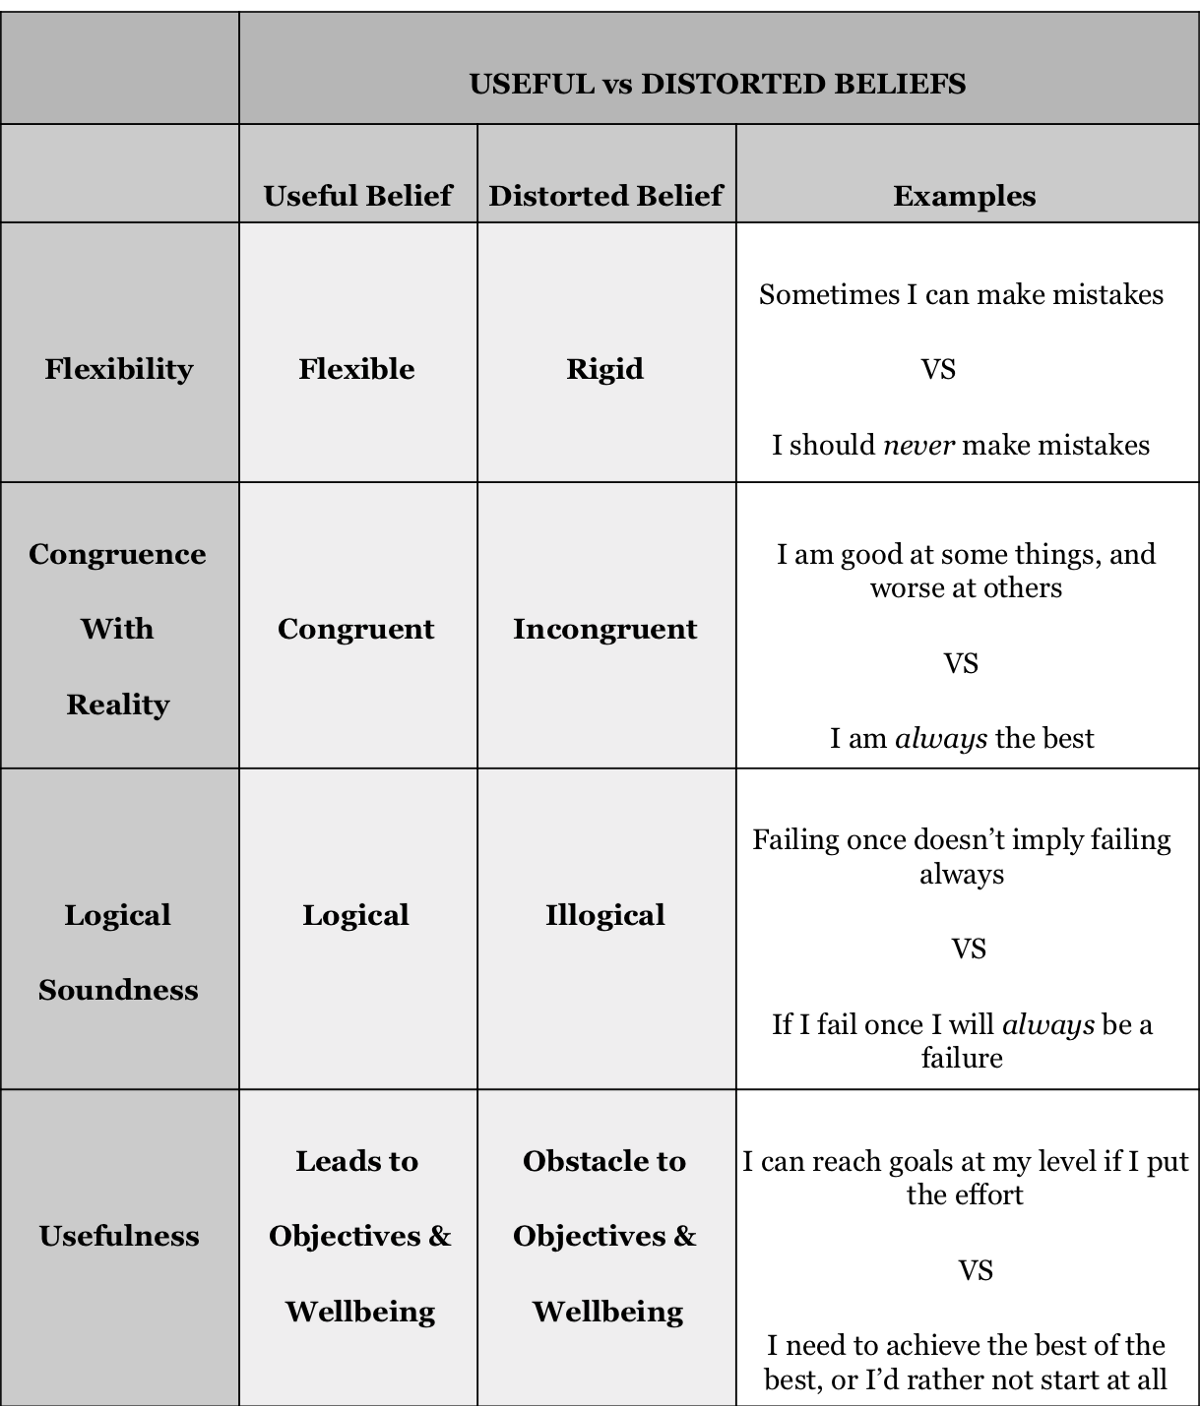 USEFUL vs DISTORTED BELIEFS
Useful Belief
Distorted Belief
Examples
Flexibility
Flexible
Rigid
Sometimes I can make mistakes
VS
I should never make mistakes
Congruence
With
Reality
Congruent
Incongruent
I am good at some things, and
worse at others
VS
I am always the best
Logical
Soundness
Logical
Illogical
Failing once doesn’t imply failing
always
VS
If I fail once I will always be a
failure
Usefulness
Leads to
Objectives &
Wellbeing
Obstacle to
Objectives &
Wellbeing
I can reach goals at my level if I put
the effort
VS
I need to achieve the best of the
best, or I’d rather not start at all